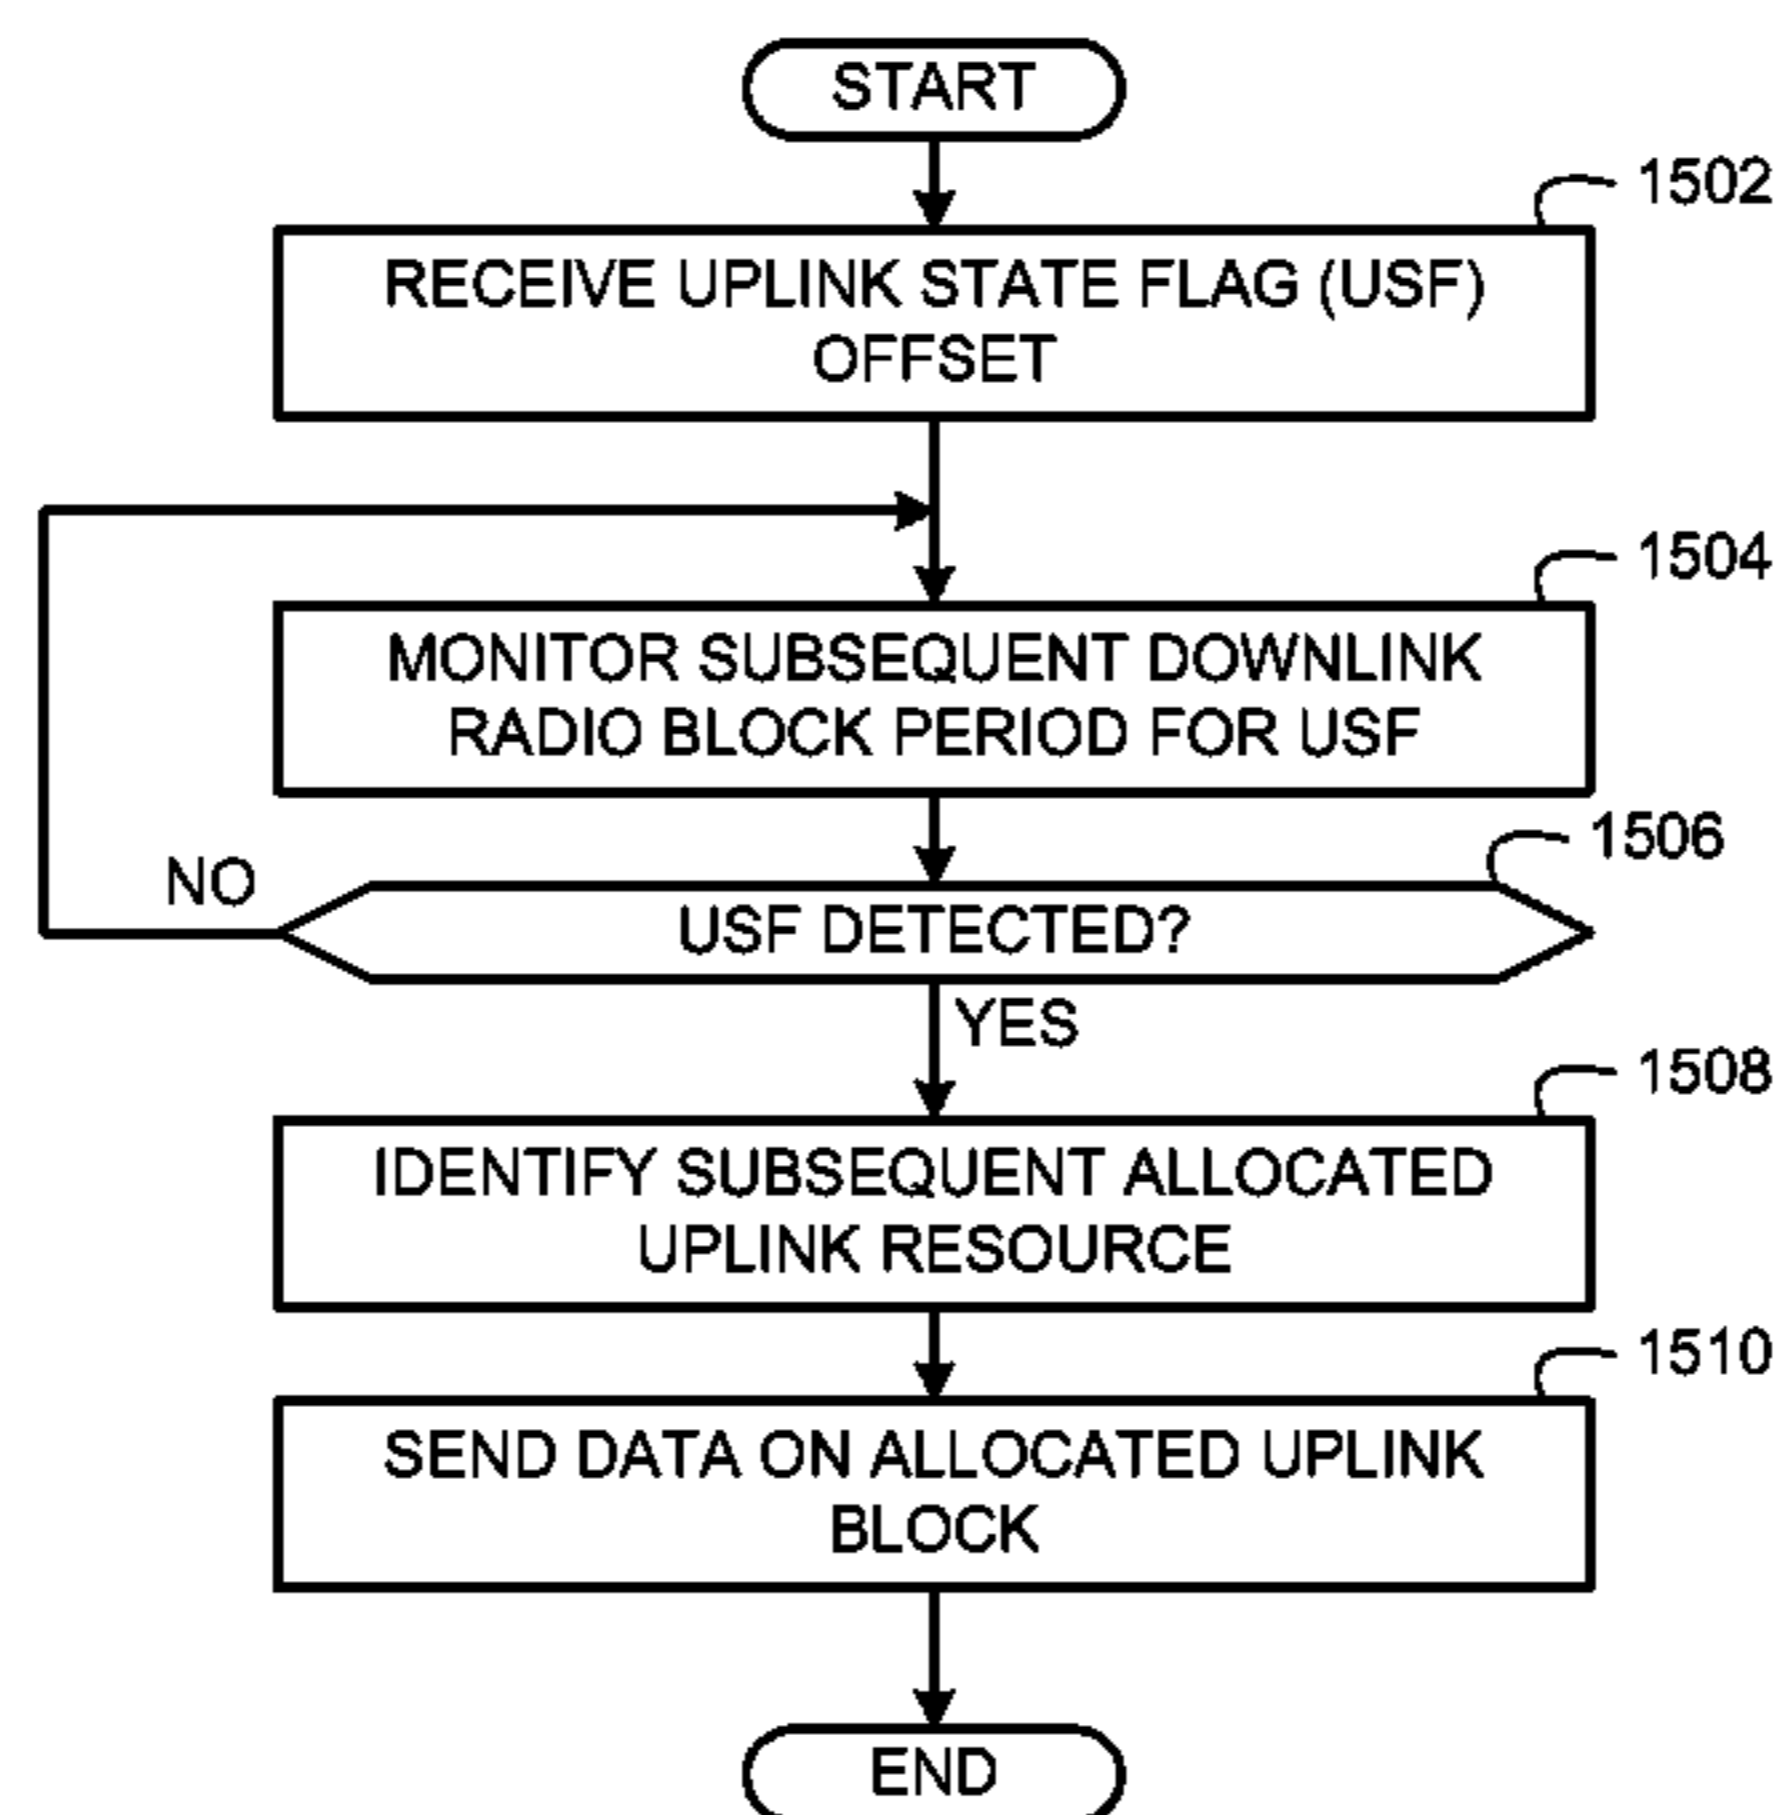 START
1502
RECEIVE UPLINK STATE FLAG (USF)
OFFSET
1504
MONITOR SUBSEQUENT DOWNLINK
RADIO BLOCK PERIOD FOR USF
1506
NO
USF DETECTED?
YES
1508
IDENTIFY SUBSEQUENT ALLOCATED
UPLINK RESOURCE
1510
SEND DATA ON ALLOCATED UPLINK
BLOCK
END